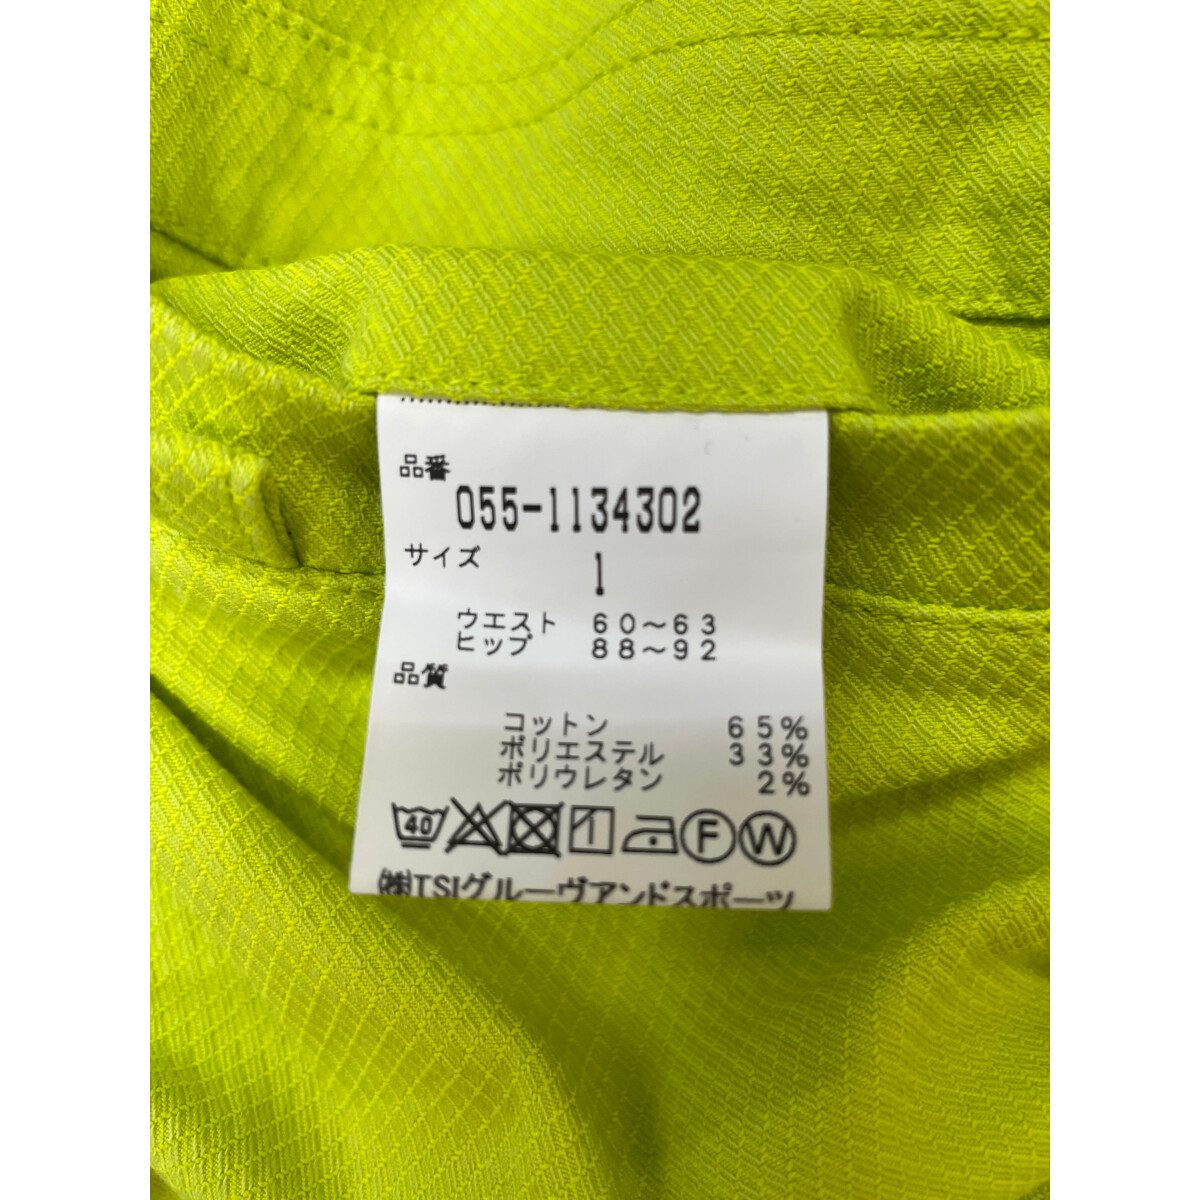 品番
055-1134302
サイズ 1
ウエスト 60〜63
ヒップ 88〜92
品質
コットン 65%
ポリエステル 33%
ポリウレタン 2%
40 F W
㈱TSIグルーヴアンドスポーツ